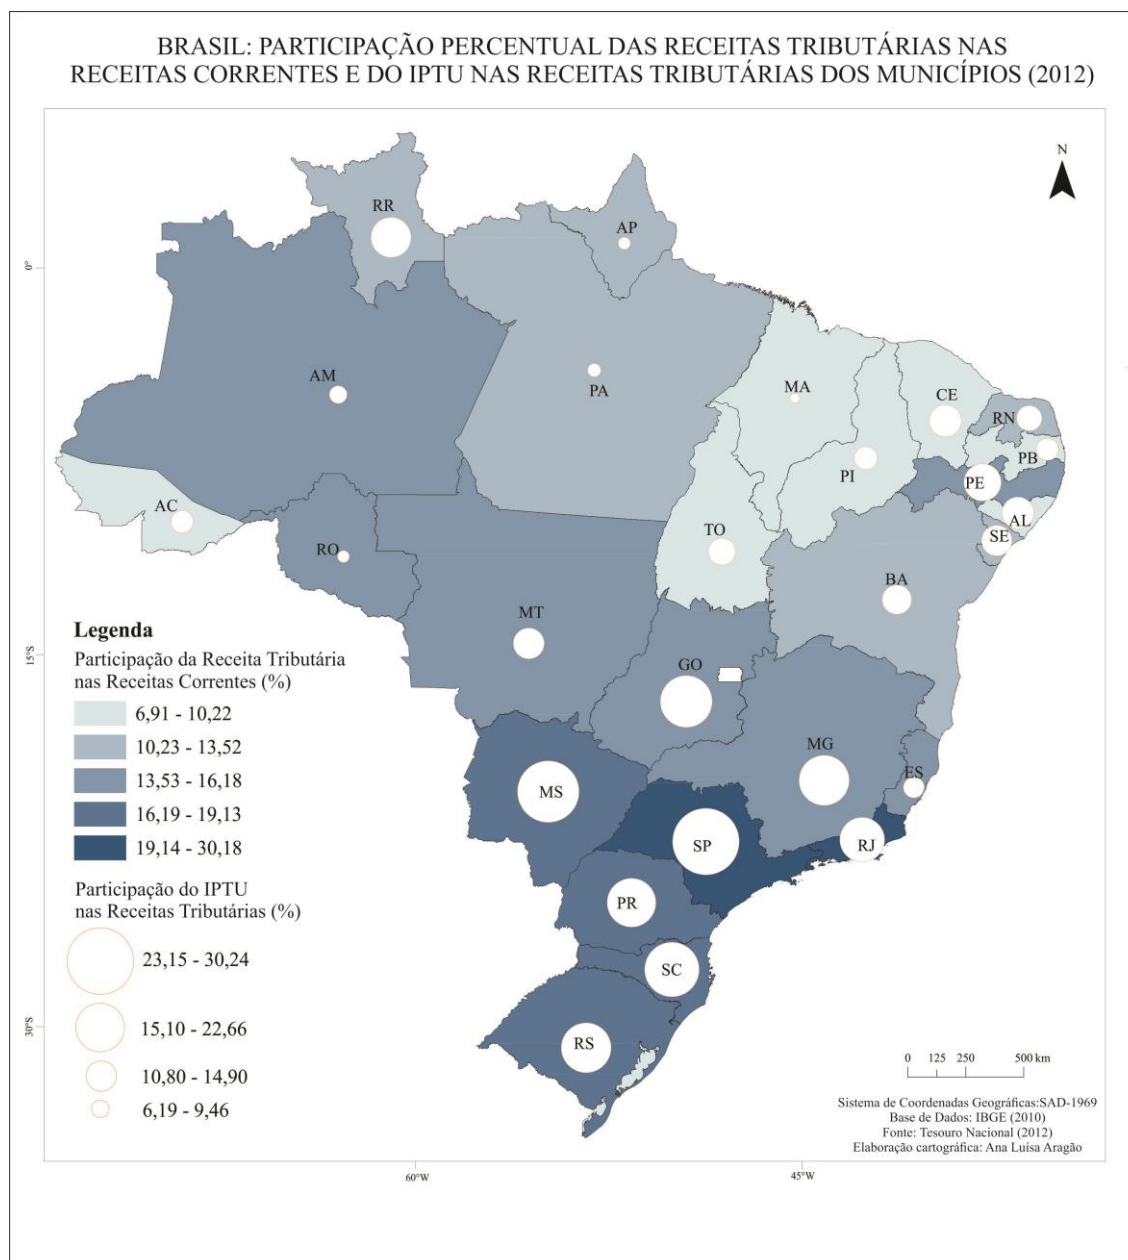 BRASIL: PARTICIPAÇÃO PERCENTUAL DAS RECEITAS TRIBUTÁRIAS NAS
RECEITAS CORRENTES E DO IPTU NAS RECEITAS TRIBUTÁRIAS DOS MUNICÍPIOS (2012)
N
RR
AP
0°
AM
PA
MA
CE
RN
PB
PI
PE
AC
AL
TO
SE
RO
BA
MT
Legenda
Participação da Receita Tributária
nas Receitas Correntes (%)
6,91 - 10,22
10,23 - 13,52
13,53 - 16,18
16,19 - 19,13
19,14 - 30,18
Participação do IPTU
nas Receitas Tributárias (%)
23,15 - 30,24
15,10 - 22,66
10,80 - 14,90
6,19 - 9,46
15°S
GO
MG
ES
MS
SP
RJ
PR
SC
30°S
RS
0 125 250 500 km
Sistema de Coordenadas Geográficas:SAD-1969
Base de Dados: IBGE (2010)
Fonte: Tesouro Nacional (2012)
Elaboração cartográfica: Ana Luísa Aragão
60°W
45°W